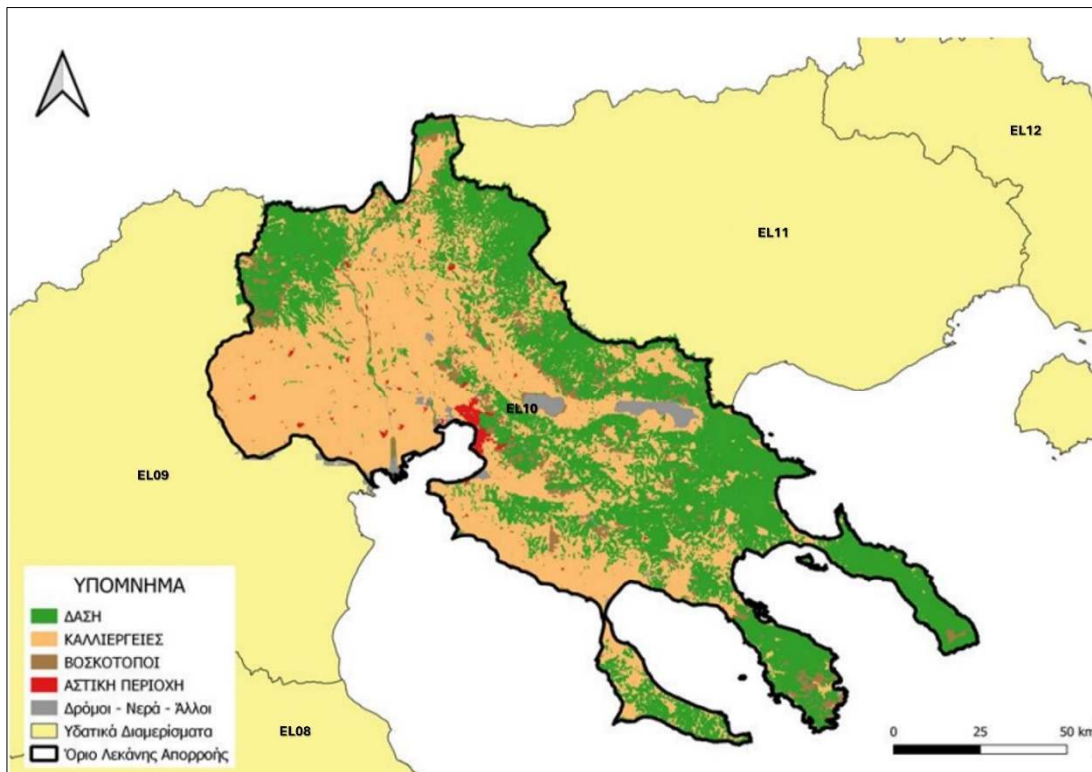 EL12
EL11
EL10
EL09
ΥΠΟΜΝΗΜΑ
ΔΑΣΗ
ΚΑΛΛΙΕΡΓΕΙΕΣ
ΒΟΣΚΟΤΟΠΟΙ
ΑΣΤΙΚΗ ΠΕΡΙΟΧΗ
Δρόμοι - Νερά - Άλλοι
Υδατικά Διαμερίσματα
Όριο Λεκάνης Απορροής
EL08
0 25 50 km